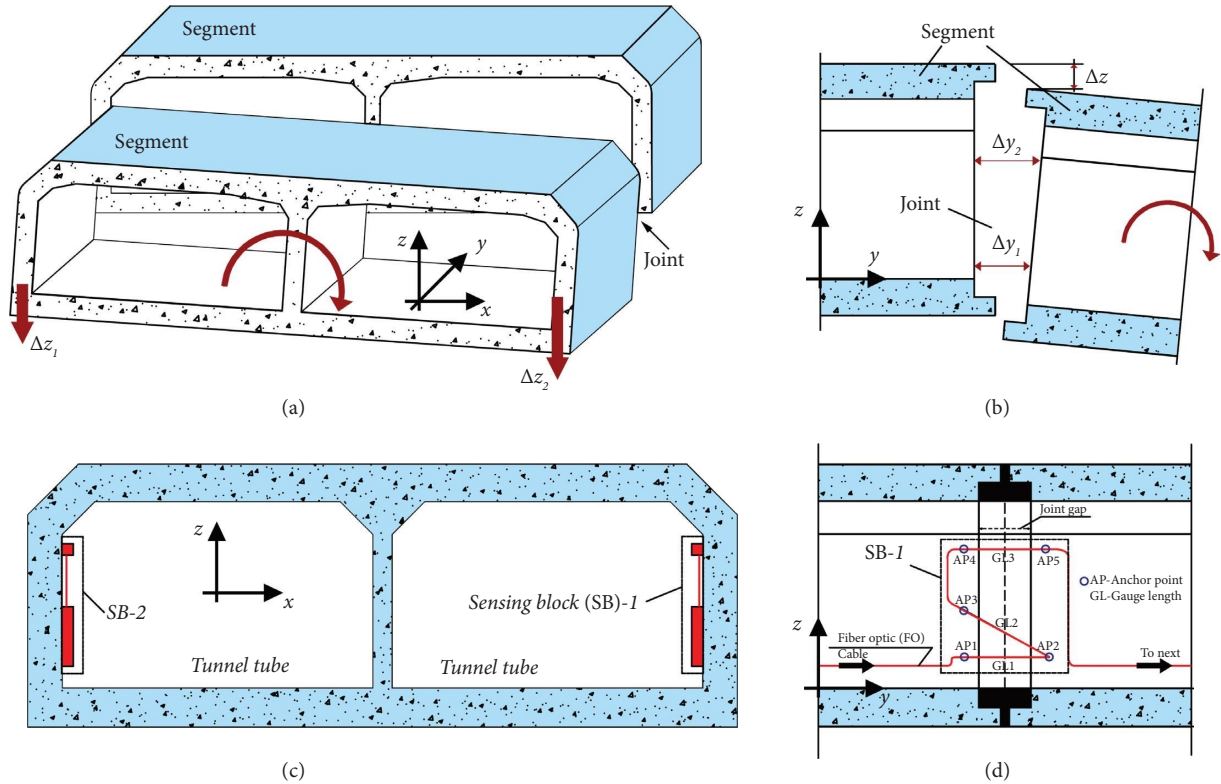 Segment
Segment
z
y
x
Joint
Δz₁
Δz₂
(a)
Segment
Δz
Δy₂
Joint
z
Δy₁
y
(b)
z
x
SB-2
Sensing block (SB)-1
Tunnel tube
Tunnel tube
(c)
Joint gap
SB-1
AP4
GL3
AP5
AP-Anchor point
GL-Gauge length
AP3
GL2
z
Fiber optic (FO)
Cable
AP1
AP2
To next
GL1
y
(d)